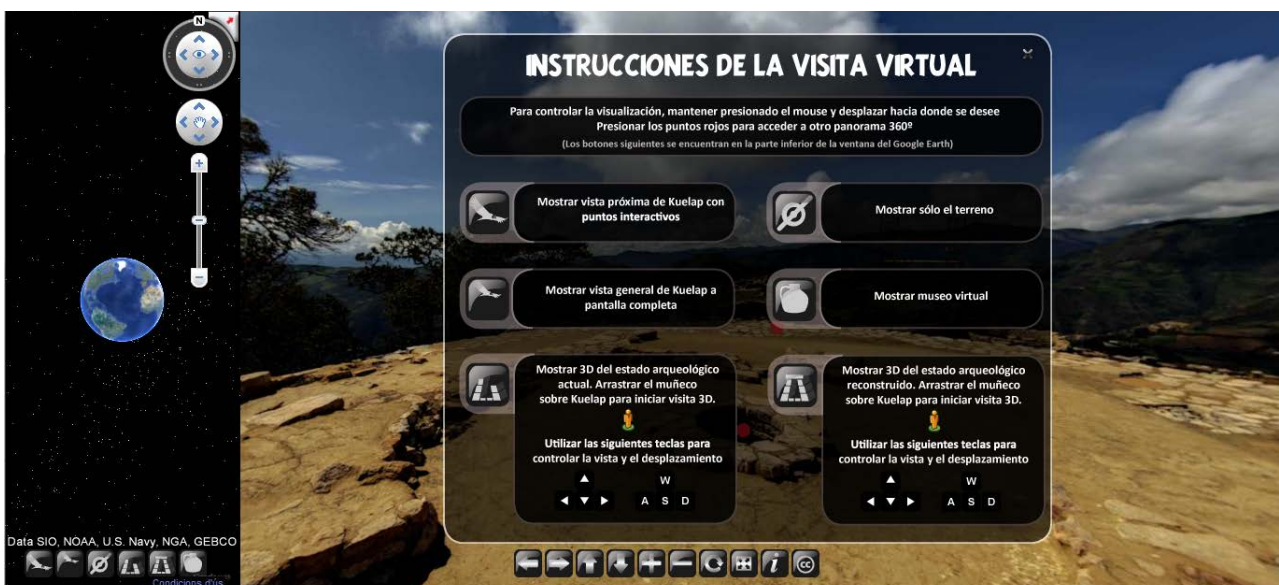 N
INSTRUCCIONES DE LA VISITA VIRTUAL
Para controlar la visualización, mantener presionado el mouse y desplazar hacia donde se desee
Presionar los puntos rojos para acceder a otro panorama 360º
(Los botones siguientes se encuentran en la parte inferior de la ventana del Google Earth)
Mostrar vista próxima de Kuelap con
puntos interactivos
Mostrar sólo el terreno
Mostrar vista general de Kuelap a
pantalla completa
Mostrar museo virtual
Mostrar 3D del estado arqueológico
actual. Arrastrar el muñeco
sobre Kuelap para iniciar visita 3D.
Utilizar las siguientes teclas para
controlar la vista y el desplazamiento
W
A S D
Mostrar 3D del estado arqueológico
reconstruido. Arrastrar el muñeco
sobre Kuelap para iniciar visita 3D.
Utilizar las siguientes teclas para
controlar la vista y el desplazamiento
W
A S D
Data SIO, NOAA, U.S. Navy, NGA, GEBCO
Condicions d'ús
i
cc